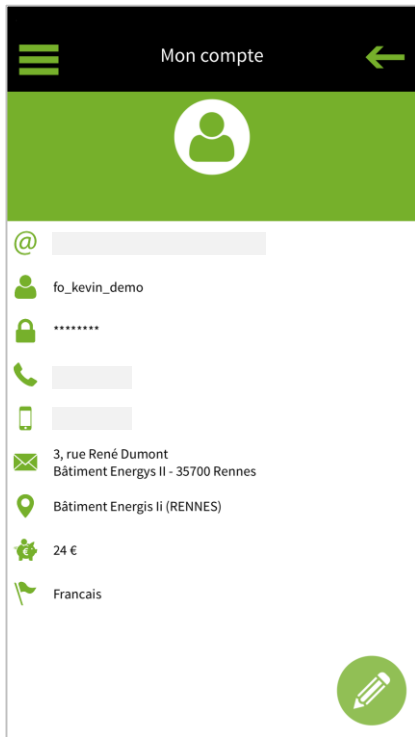 Mon compte
@
fo_kevin_demo
********
3, rue René Dumont
Bâtiment Energys II - 35700 Rennes
Bâtiment Energis Ii (RENNES)
24 €
Francais